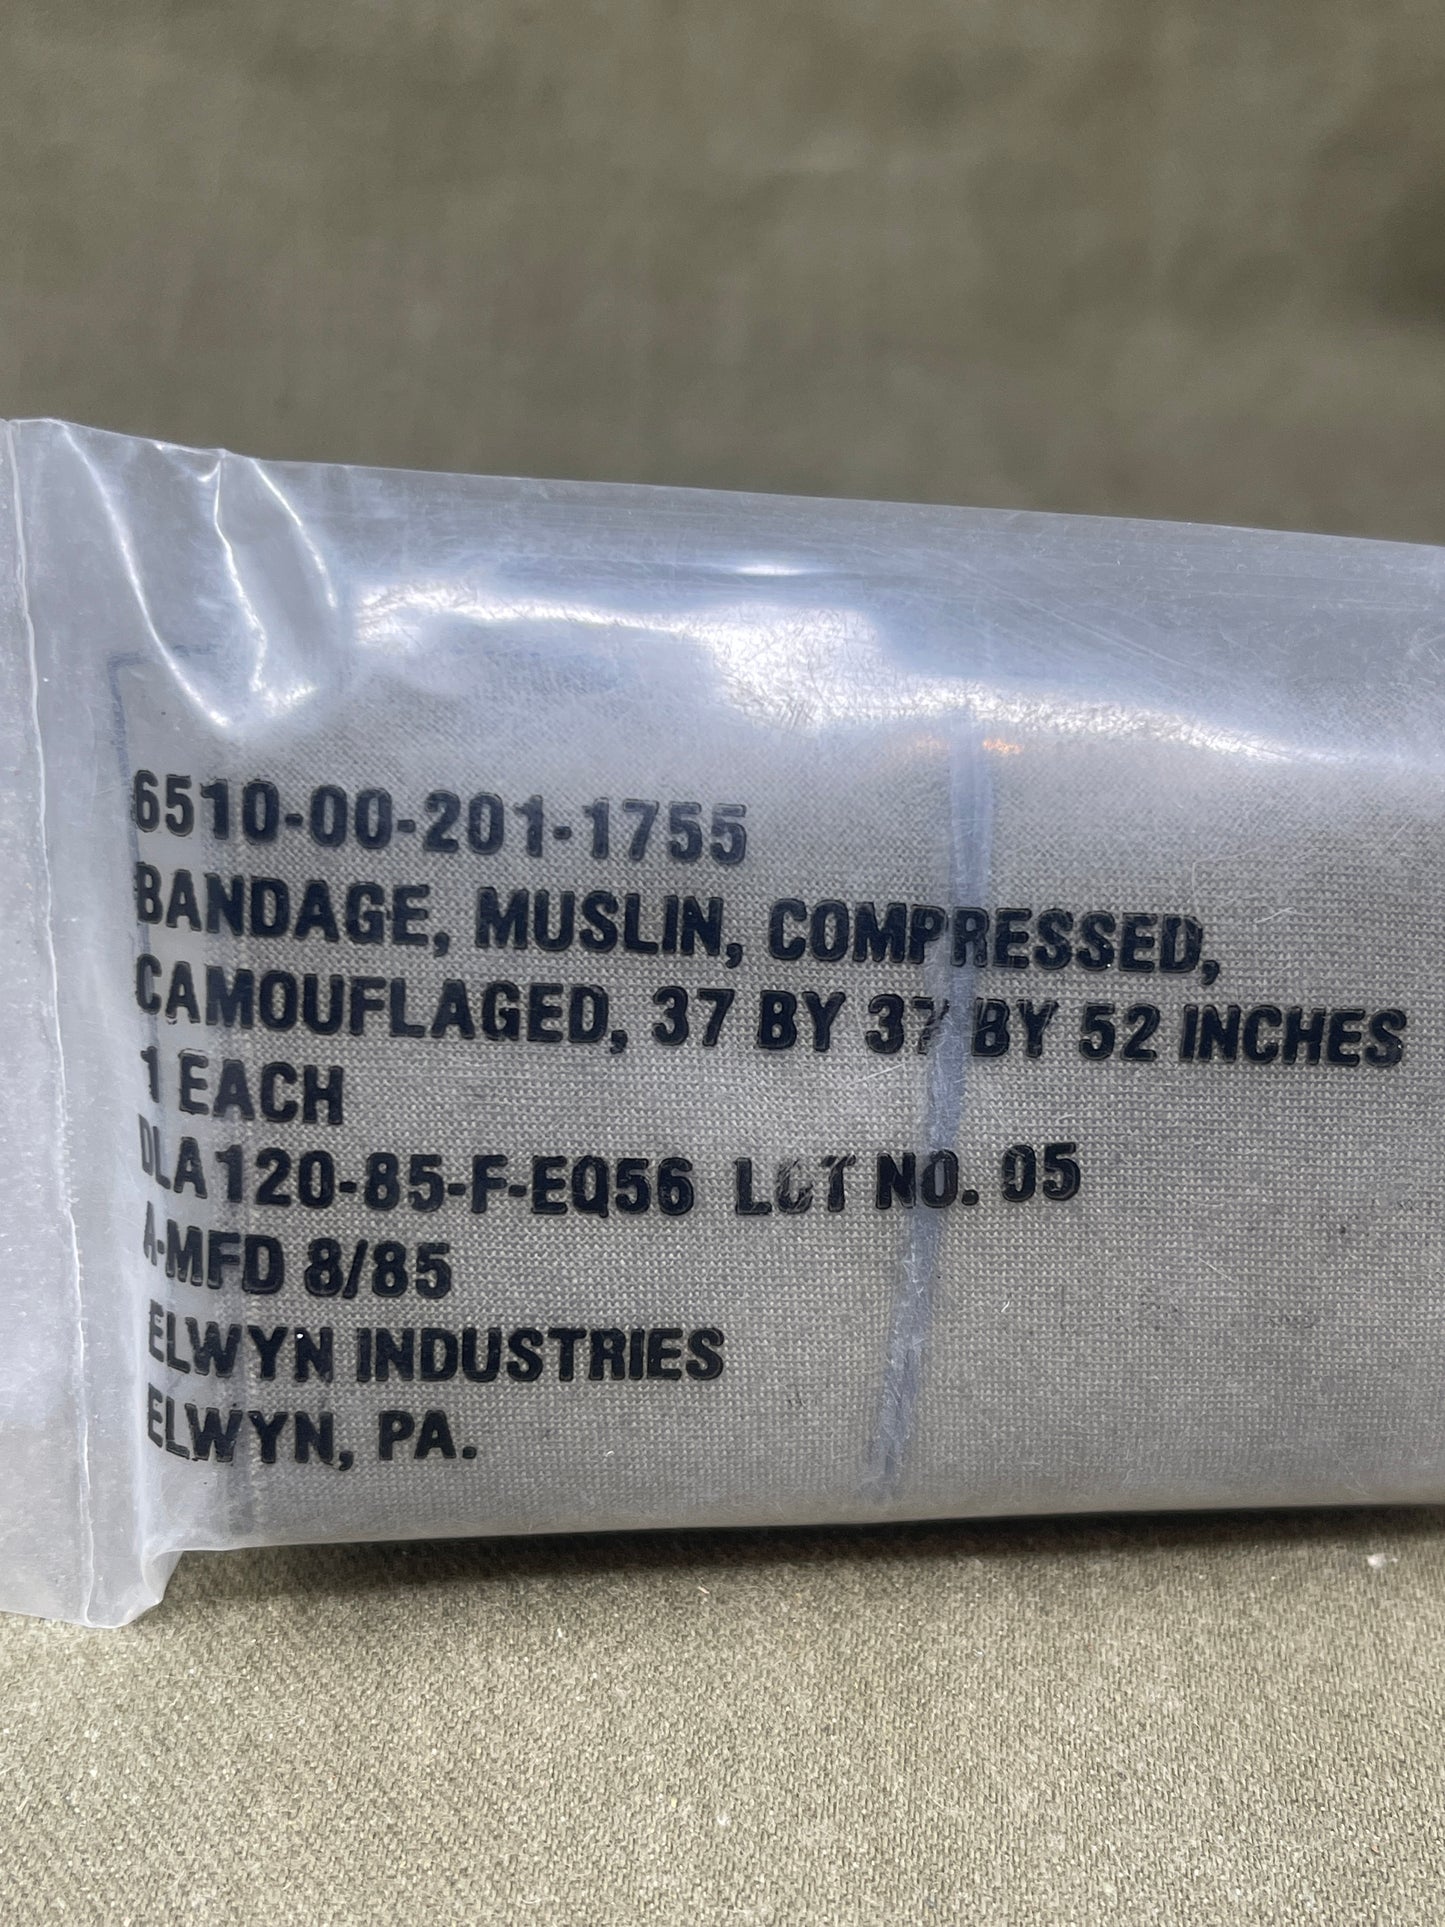 6510-00-201-1755
BANDAGE, MUSLIN, COMPRESSED,
CAMOUFLAGED, 37 BY 37 BY 52 INCHES
1 EACH
DLA120-85-F-EQ56 LOT NO. 05
A-MFD 8/85
ELWYN INDUSTRIES
ELWYN, PA.